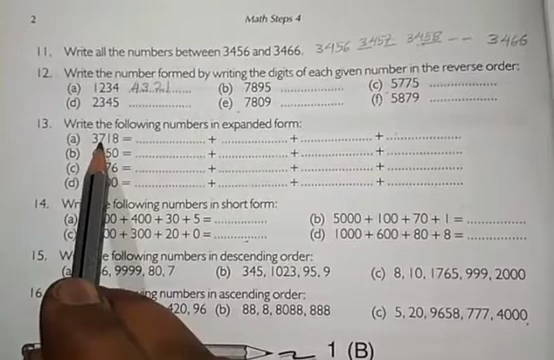 2 Math Steps 4
11. Write all the numbers between 3456 and 3466. 3456 3457 3458 -- 3466
12. Write the number formed by writing the digits of each given number in the reverse order:
(a) 1234 4321 (b) 7895 ............ (c) 5775 ............
(d) 2345 ............ (e) 7809 ............ (f) 5879 ............
13. Write the following numbers in expanded form:
(a) 3718 = ............ + ............ + ............ + ............
(b) 50 = ............ + ............ + ............ + ............
(c) 76 = ............ + ............ + ............ + ............
(d) 0 = ............ + ............ + ............ + ............
14. following numbers in short form:
(a) 00 + 400 + 30 + 5 = ............ (b) 5000 + 100 + 70 + 1 = ............
(c) 00 + 300 + 20 + 0 = ............ (d) 1000 + 600 + 80 + 8 = ............
15. following numbers in descending order:
6, 9999, 80, 7 (b) 345, 1023, 95, 9 (c) 8, 10, 1765, 999, 2000
16. numbers in ascending order:
420, 96 (b) 88, 8, 8088, 888 (c) 5, 20, 9658, 777, 4000
1 (B)